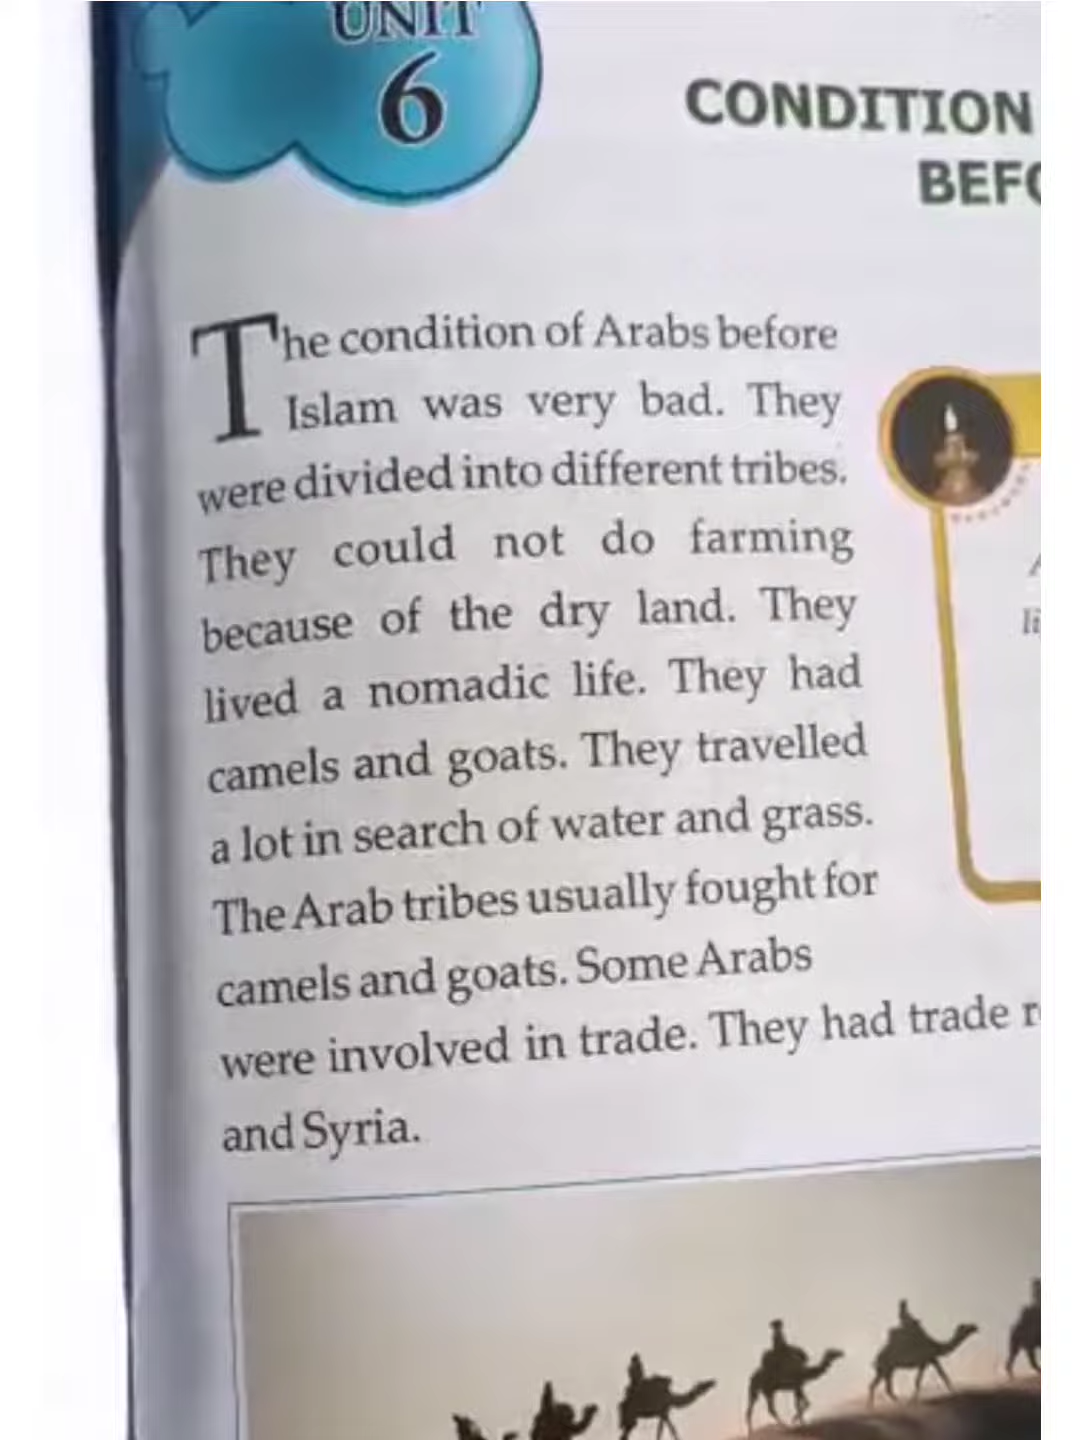 UNIT
6
CONDITION
BEFO
The condition of Arabs before
Islam was very bad. They
were divided into different tribes.
They could not do farming
because of the dry land. They
lived a nomadic life. They had
camels and goats. They travelled
a lot in search of water and grass.
The Arab tribes usually fought for
camels and goats. Some Arabs
were involved in trade. They had trade r
and Syria.
li